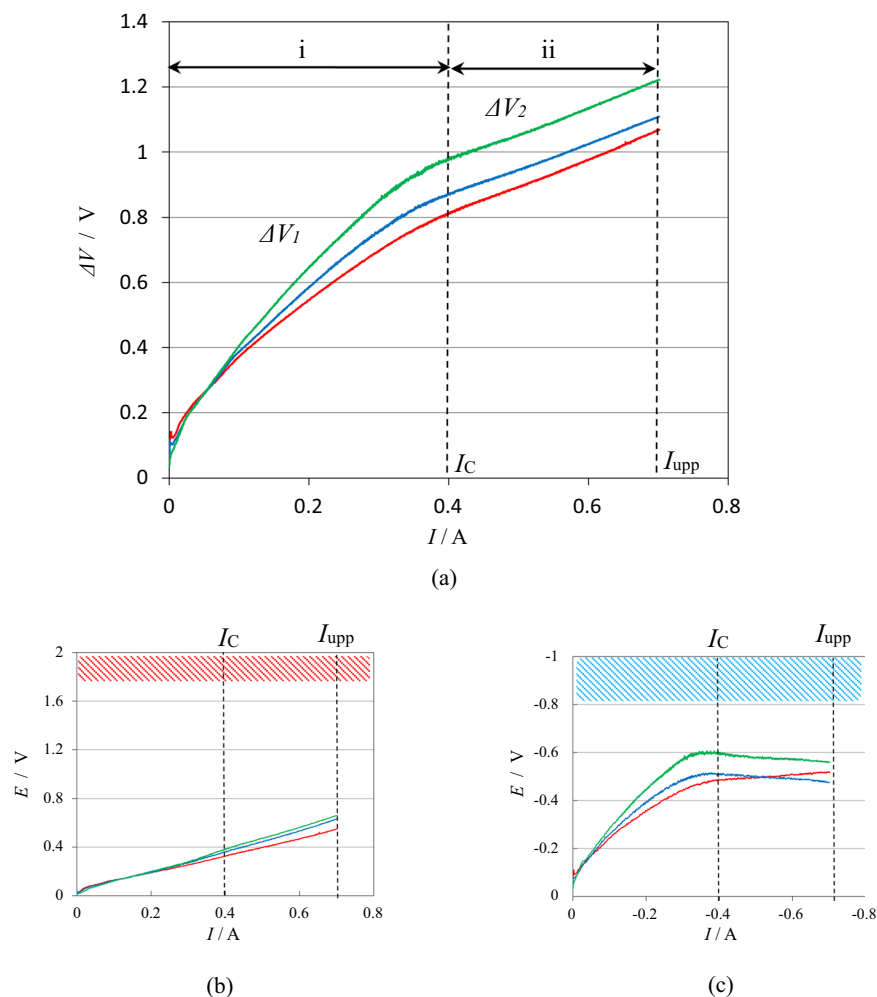 i ii
ΔV2
ΔV1
ΔV / V
1.4
1.2
1
0.8
0.6
0.4
0.2
0
IC Iupp
0 0.2 0.4 0.6 0.8
I / A
(a)
IC Iupp
E / V
2
1.6
1.2
0.8
0.4
0
0 0.2 0.4 0.6 0.8
I / A
(b)
IC Iupp
E / V
-1
-0.8
-0.6
-0.4
-0.2
0
0 -0.2 -0.4 -0.6 -0.8
I / A
(c)